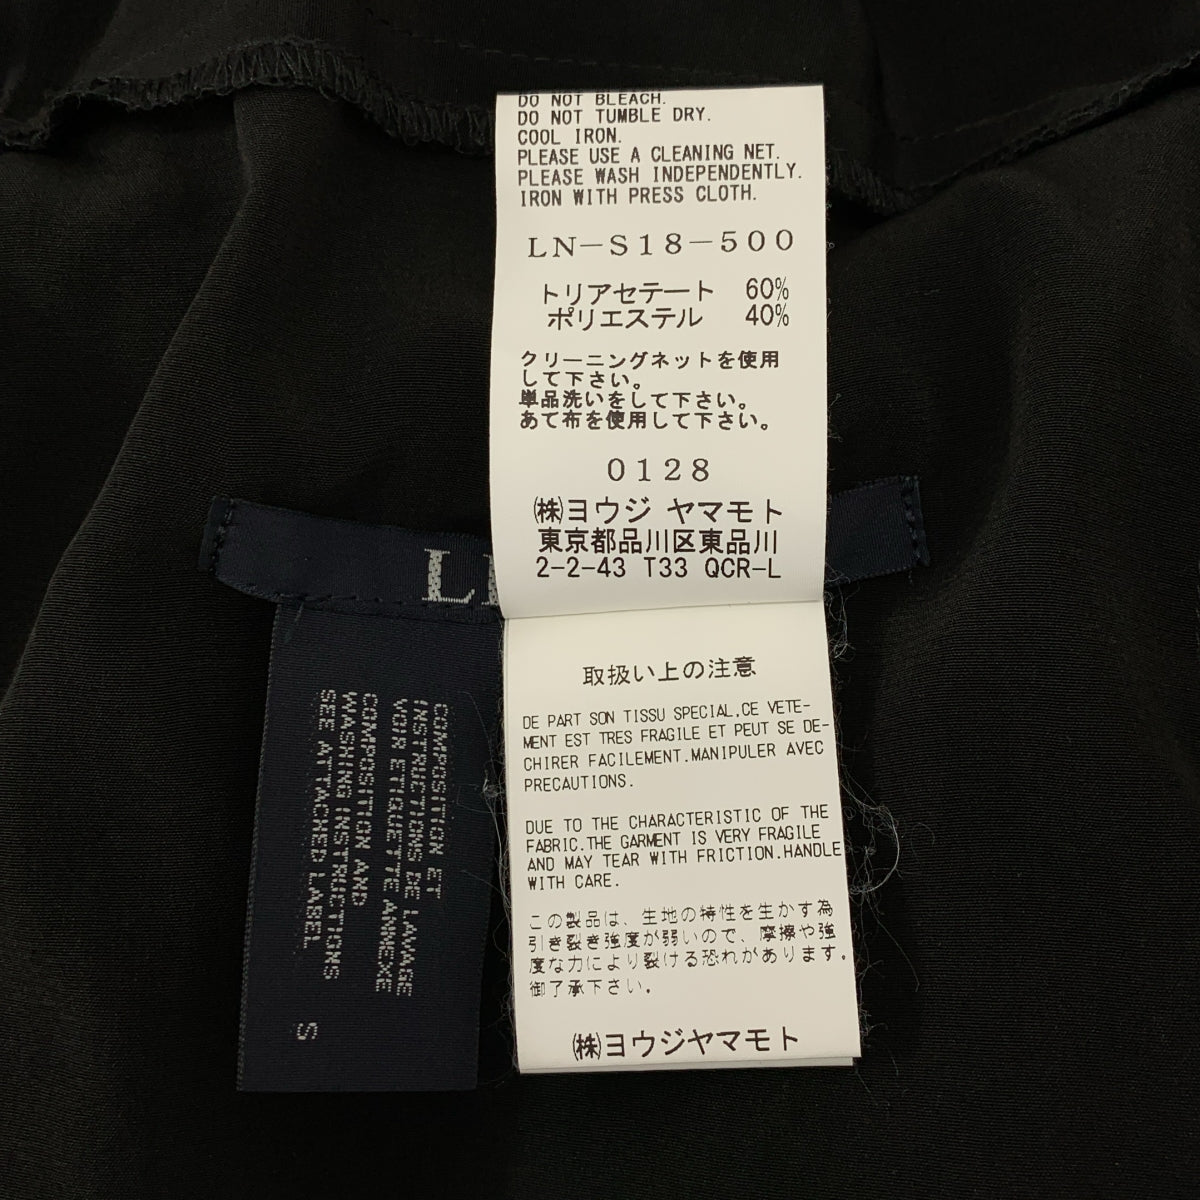 DO NOT BLEACH.
DO NOT TUMBLE DRY.
COOL IRON.
PLEASE USE A CLEANING NET.
PLEASE WASH INDEPENDENTLY.
IRON WITH PRESS CLOTH.
LN-S18-500
トリアセテート 60%
ポリエステル 40%
クリーニングネットを使用
して下さい。
単品洗いをして下さい。
あて布を使用して下さい。
0128
㈱ヨウジ ヤマモト
東京都品川区東品川
2-2-43 T33 QCR-L
取扱い上の注意
DE PART SON TISSU SPECIAL,CE VETE-
MENT EST TRES FRAGILE ET PEUT SE DE-
CHIRER FACILEMENT.MANIPULER AVEC
PRECAUTIONS.
DUE TO THE CHARACTERISTIC OF THE
FABRIC.THE GARMENT IS VERY FRAGILE
AND MAY TEAR WITH FRICTION.HANDLE
WITH CARE.
この製品は、生地の特性を生かす為
引き裂き強度が弱いので、摩擦や強
度な力により裂ける恐れがあります。
御了承下さい。
㈱ヨウジヤマモト
COMPOSITION ET
INSTRUCTIONS DE LAVAGE
VOIR ETIQUETTE ANNEXE
COMPOSITION AND
WASHING INSTRUCTIONS
SEE ATTACHED LABEL
S